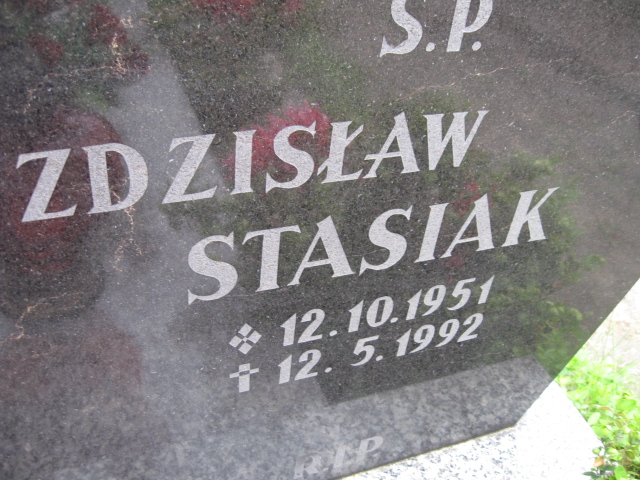 Ś.P.
ZDZISŁAW
STASIAK
12.10.1951
12. 5.1992
R.I.P.